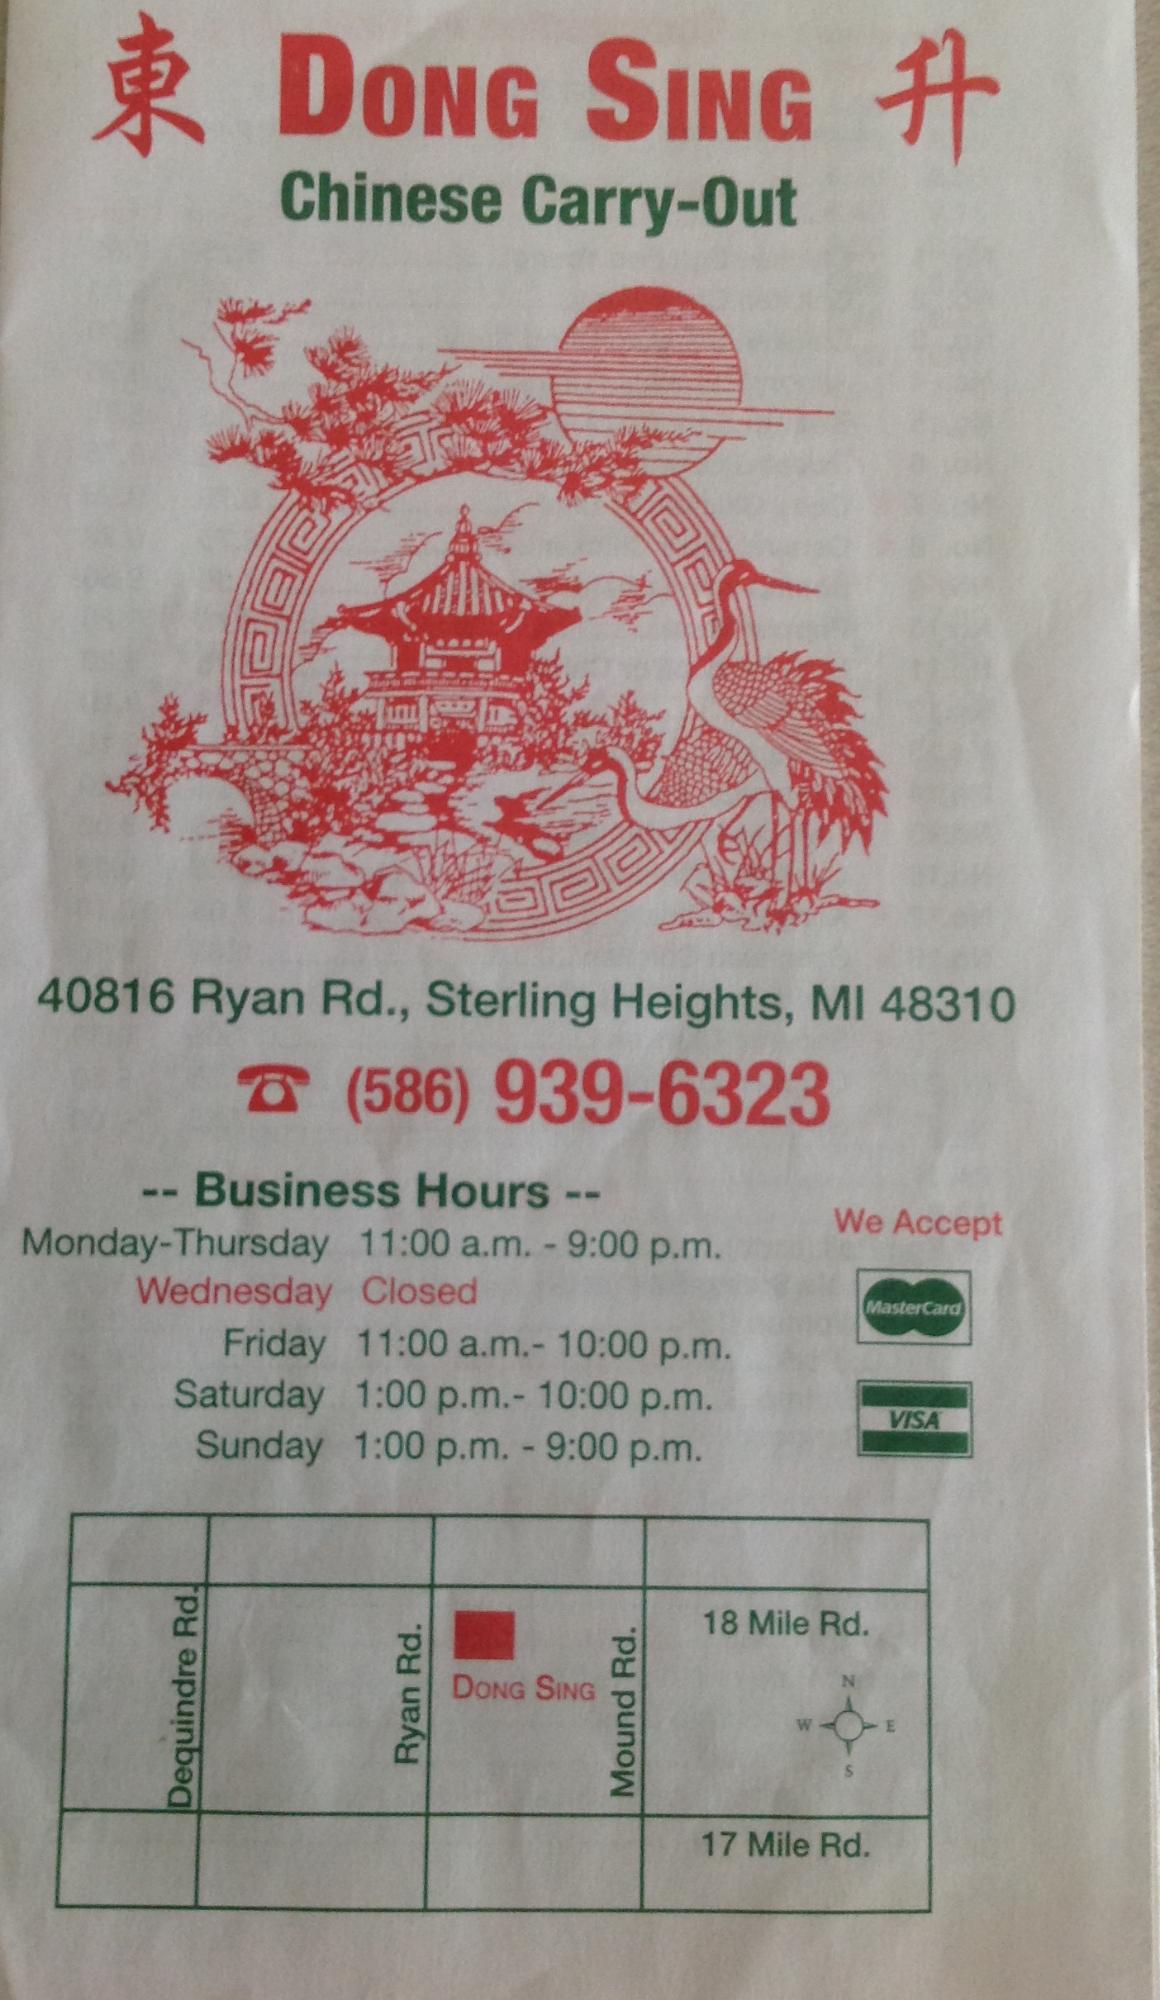 東 DONG SING 升
Chinese Carry-Out
40816 Ryan Rd., Sterling Heights, MI 48310
☎ (586) 939-6323
-- Business Hours --
We Accept
Monday-Thursday 11:00 a.m. - 9:00 p.m.
Wednesday Closed
MasterCard
Friday 11:00 a.m.- 10:00 p.m.
Saturday 1:00 p.m.- 10:00 p.m.
VISA
Sunday 1:00 p.m. - 9:00 p.m.
Dequindre Rd.
Ryan Rd.
DONG SING
Mound Rd.
18 Mile Rd.
N
W E
S
17 Mile Rd.